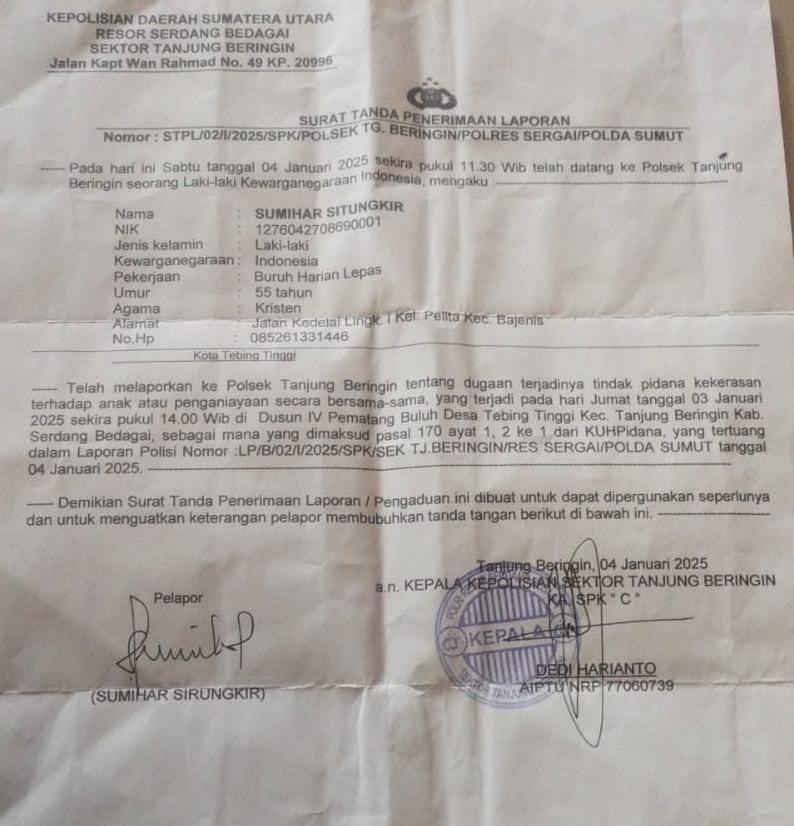 KEPOLISIAN DAERAH SUMATERA UTARA
RESOR SERDANG BEDAGAI
SEKTOR TANJUNG BERINGIN
Jalan Kapt Wan Rahmad No. 49 KP. 20996
SURAT TANDA PENERIMAAN LAPORAN
Nomor : STPL/02/I/2025/SPK/POLSEK TG. BERINGIN/POLRES SERGAI/POLDA SUMUT
---- Pada hari ini Sabtu tanggal 04 Januari 2025 sekira pukul 11.30 Wib telah datang ke Polsek Tanjung
Beringin seorang Laki-laki Kewarganegaraan Indonesia, mengaku :----
Nama : SUMIHAR SITUNGKIR
NIK : 1276042708690001
Jenis kelamin : Laki-laki
Kewarganegaraan : Indonesia
Pekerjaan : Buruh Harian Lepas
Umur : 55 tahun
Agama : Kristen
Alamat : Jalan Kedelai Lingk. I Kel. Pelita Kec. Bajenis
No.Hp : 085261331446
Kota Tebing Tinggi
---- Telah melaporkan ke Polsek Tanjung Beringin tentang dugaan terjadinya tindak pidana kekerasan
terhadap anak atau penganiayaan secara bersama-sama, yang terjadi pada hari Jumat tanggal 03 Januari
2025 sekira pukul 14.00 Wib di Dusun IV Pematang Buluh Desa Tebing Tinggi Kec. Tanjung Beringin Kab.
Serdang Bedagai, sebagai mana yang dimaksud pasal 170 ayat 1, 2 ke 1 dari KUHPidana, yang tertuang
dalam Laporan Polisi Nomor :LP/B/02/I/2025/SPK/SEK TJ.BERINGIN/RES SERGAI/POLDA SUMUT tanggal
04 Januari 2025. ----
---- Demikian Surat Tanda Penerimaan Laporan / Pengaduan ini dibuat untuk dapat dipergunakan seperlunya
dan untuk menguatkan keterangan pelapor membubuhkan tanda tangan berikut di bawah ini. ----
Tanjung Beringin, 04 Januari 2025
a.n. KEPALA KEPOLISIAN SEKTOR TANJUNG BERINGIN
KA SPK " C "
Pelapor
KEPALA
DEDI HARIANTO
AIPTU NRP 77060739
(SUMIHAR SIRUNGKIR)